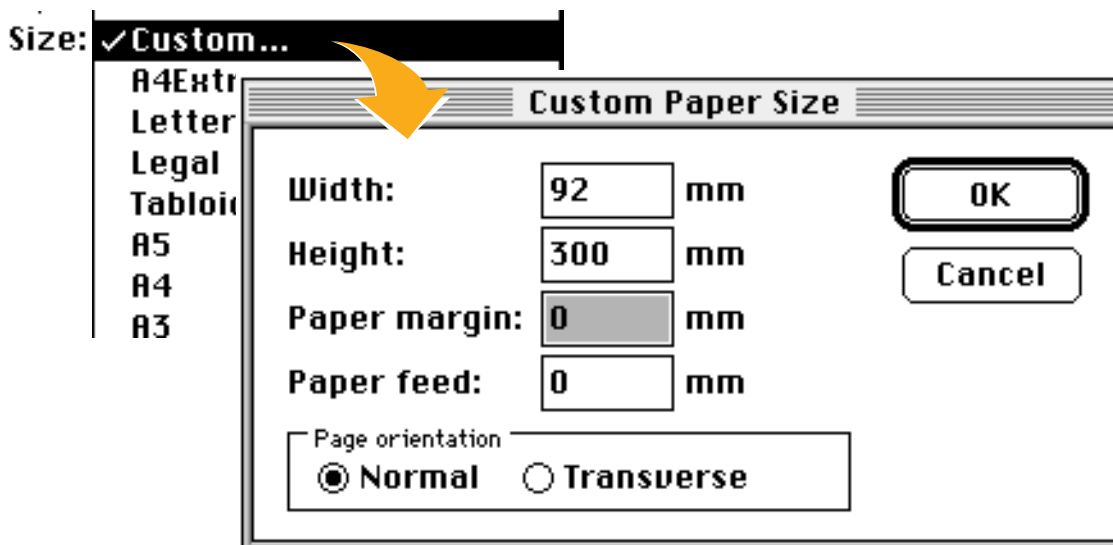 Size: ✓Custom...
A4Extr
Letter
Legal
Tabloi
A5
A4
A3
Custom Paper Size
Width: 92 mm
Height: 300 mm
Paper margin: 0 mm
Paper feed: 0 mm
OK
Cancel
Page orientation
Normal Transverse